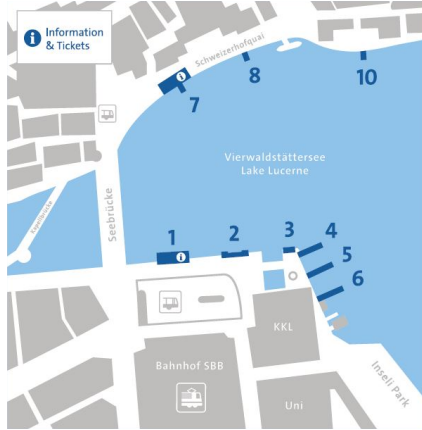 Information
& Tickets
Schweizerhofquai
7
8
10
Vierwaldstättersee
Lake Lucerne
Kapellbrücke
Seebrücke
1
2
3
4
5
6
KKL
Bahnhof SBB
Uni
Inseli Park